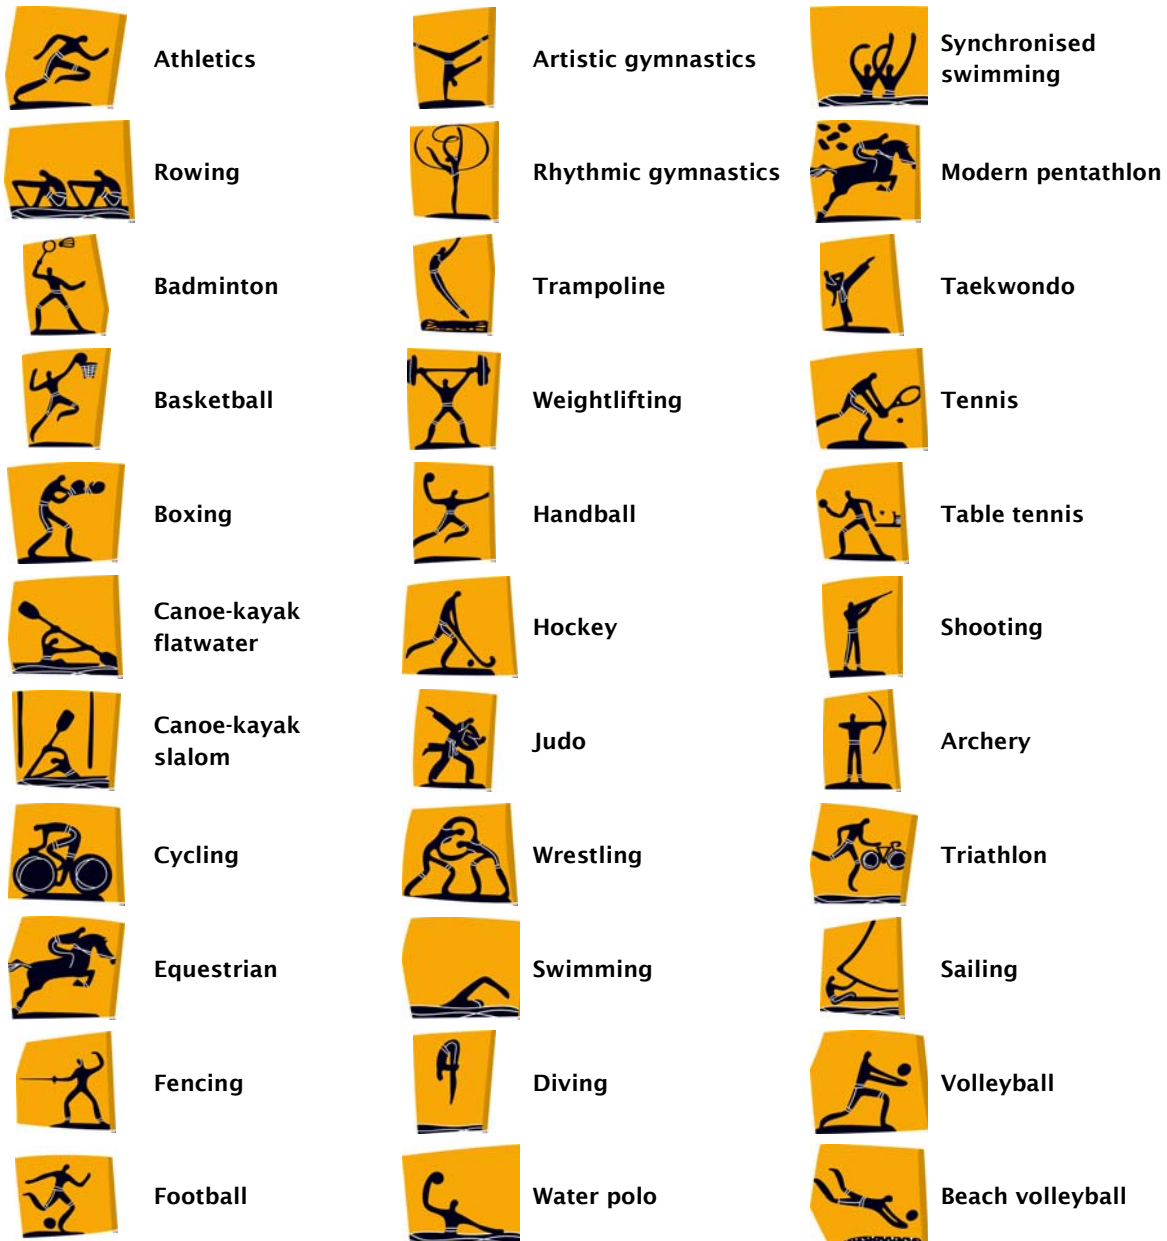 Athletics
Artistic gymnastics
Synchronised
swimming
Rowing
Rhythmic gymnastics
Modern pentathlon
Badminton
Trampoline
Taekwondo
Basketball
Weightlifting
Tennis
Boxing
Handball
Table tennis
Canoe-kayak
flatwater
Hockey
Shooting
Canoe-kayak
slalom
Judo
Archery
Cycling
Wrestling
Triathlon
Equestrian
Swimming
Sailing
Fencing
Diving
Volleyball
Football
Water polo
Beach volleyball